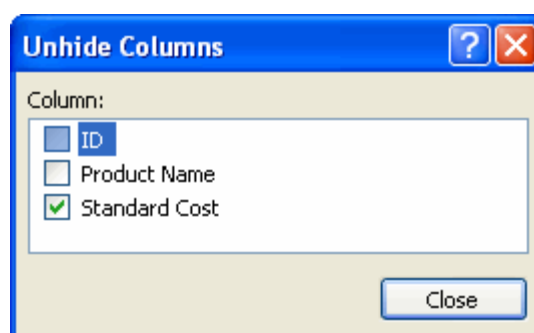 Unhide Columns
Column:
ID
Product Name
Standard Cost
Close